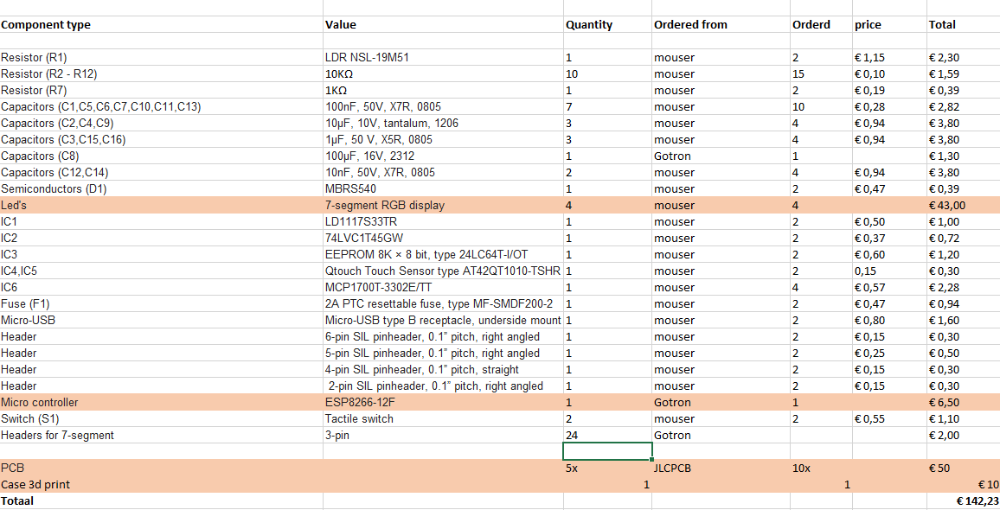 Component type Value Quantity Ordered from Orderd price Total
Resistor (R1) LDR NSL-19M51 1 mouser 2 € 1,15 € 2,30
Resistor (R2 - R12) 10KΩ 10 mouser 15 € 0,10 € 1,59
Resistor (R7) 1KΩ 1 mouser 2 € 0,19 € 0,39
Capacitors (C1,C5,C6,C7,C10,C11,C13) 100nF, 50V, X7R, 0805 7 mouser 10 € 0,28 € 2,82
Capacitors (C2,C4,C9) 10µF, 10V, tantalum, 1206 3 mouser 4 € 0,94 € 3,80
Capacitors (C3,C15,C16) 1µF, 50 V, X5R, 0805 3 mouser 4 € 0,94 € 3,80
Capacitors (C8) 100µF, 16V, 2312 1 Gotron 1 € 1,30
Capacitors (C12,C14) 10nF, 50V, X7R, 0805 2 mouser 4 € 0,94 € 3,80
Semiconductors (D1) MBRS540 1 mouser 2 € 0,47 € 0,39
Led's 7-segment RGB display 4 mouser 4 € 43,00
IC1 LD1117S33TR 1 mouser 2 € 0,50 € 1,00
IC2 74LVC1T45GW 1 mouser 2 € 0,37 € 0,72
IC3 EEPROM 8K × 8 bit, type 24LC64T-I/OT 1 mouser 2 € 0,60 € 1,20
IC4,IC5 Qtouch Touch Sensor type AT42QT1010-TSHR 1 mouser 2 0,15 € 0,30
IC6 MCP1700T-3302E/TT 1 mouser 4 € 0,57 € 2,28
Fuse (F1) 2A PTC resettable fuse, type MF-SMDF200-2 1 mouser 2 € 0,47 € 0,94
Micro-USB Micro-USB type B receptacle, underside mount 1 mouser 2 € 0,80 € 1,60
Header 6-pin SIL pinheader, 0.1” pitch, right angled 1 mouser 2 € 0,15 € 0,30
Header 5-pin SIL pinheader, 0.1” pitch, right angled 1 mouser 2 € 0,25 € 0,50
Header 4-pin SIL pinheader, 0.1” pitch, straight 1 mouser 2 € 0,15 € 0,30
Header 2-pin SIL pinheader, 0.1” pitch, right angled 1 mouser 2 € 0,15 € 0,30
Micro controller ESP8266-12F 1 Gotron 1 € 6,50
Switch (S1) Tactile switch 2 mouser 2 € 0,55 € 1,10
Headers for 7-segment 3-pin 24 Gotron € 2,00
PCB 5x JLCPCB 10x € 50
Case 3d print 1 1 € 10
Totaal € 142,23